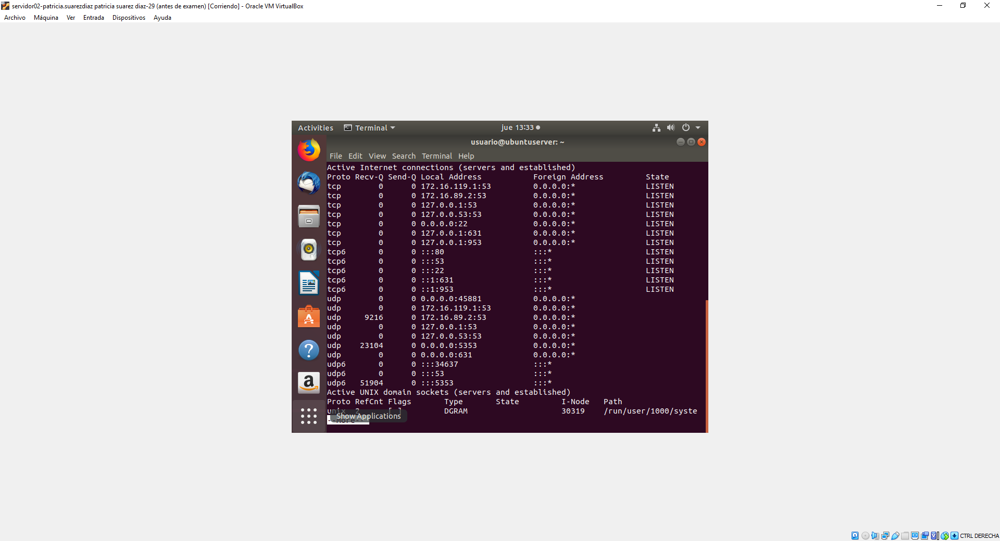 servidor02-patricia.suarezdiaz patricia suarez diaz-29 (antes de examen) [Corriendo] - Oracle VM VirtualBox
Archivo Máquina Ver Entrada Dispositivos Ayuda
Activities Terminal jue 13:33
usuario@ubuntuserver: ~
File Edit View Search Terminal Help
Active Internet connections (servers and established)
Proto Recv-Q Send-Q Local Address Foreign Address State
tcp 0 0 172.16.119.1:53 0.0.0.0:* LISTEN
tcp 0 0 172.16.89.2:53 0.0.0.0:* LISTEN
tcp 0 0 127.0.0.1:53 0.0.0.0:* LISTEN
tcp 0 0 127.0.0.53:53 0.0.0.0:* LISTEN
tcp 0 0 0.0.0.0:22 0.0.0.0:* LISTEN
tcp 0 0 127.0.0.1:631 0.0.0.0:* LISTEN
tcp 0 0 127.0.0.1:953 0.0.0.0:* LISTEN
tcp6 0 0 :::80 :::* LISTEN
tcp6 0 0 :::53 :::* LISTEN
tcp6 0 0 :::22 :::* LISTEN
tcp6 0 0 ::1:631 :::* LISTEN
tcp6 0 0 ::1:953 :::* LISTEN
udp 0 0 0.0.0.0:45881 0.0.0.0:*
udp 0 0 172.16.119.1:53 0.0.0.0:*
udp 9216 0 172.16.89.2:53 0.0.0.0:*
udp 0 0 127.0.0.1:53 0.0.0.0:*
udp 0 0 127.0.0.53:53 0.0.0.0:*
udp 23104 0 0.0.0.0:5353 0.0.0.0:*
udp 0 0 0.0.0.0:631 0.0.0.0:*
udp6 0 0 :::34637 :::*
udp6 0 0 :::53 :::*
udp6 51904 0 :::5353 :::*
Active UNIX domain sockets (servers and established)
Proto RefCnt Flags Type State I-Node Path
unix 2 [ ] DGRAM 30319 /run/user/1000/syste
Show Applications
--More--
CTRL DERECHA